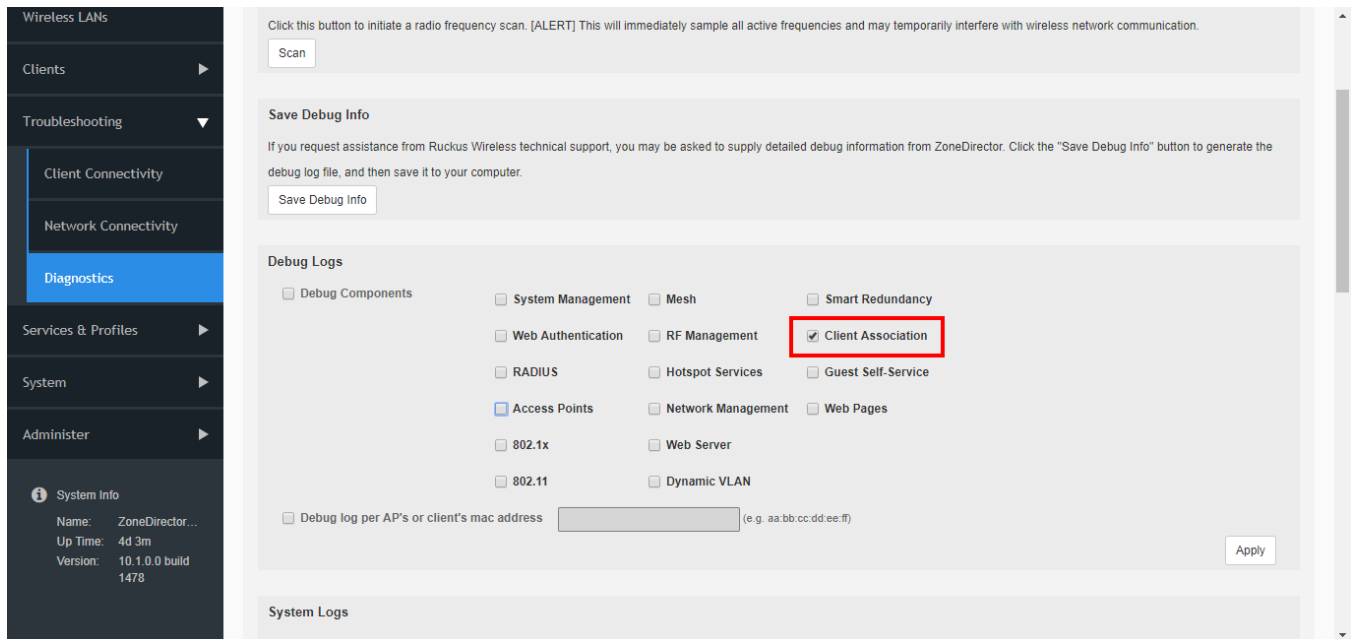 Wireless LANs
Clients
Troubleshooting
Client Connectivity
Network Connectivity
Diagnostics
Services & Profiles
System
Administer
System Info
Name: ZoneDirector...
Up Time: 4d 3m
Version: 10.1.0.0 build
1478
Click this button to initiate a radio frequency scan. [ALERT] This will immediately sample all active frequencies and may temporarily interfere with wireless network communication.
Scan
Save Debug Info
If you request assistance from Ruckus Wireless technical support, you may be asked to supply detailed debug information from ZoneDirector. Click the "Save Debug Info" button to generate the
debug log file, and then save it to your computer.
Save Debug Info
Debug Logs
Debug Components
System Management Mesh Smart Redundancy
Web Authentication RF Management Client Association
RADIUS Hotspot Services Guest Self-Service
Access Points Network Management Web Pages
802.1x Web Server
802.11 Dynamic VLAN
Debug log per AP's or client's mac address (e.g. aa:bb:cc:dd:ee:ff)
Apply
System Logs